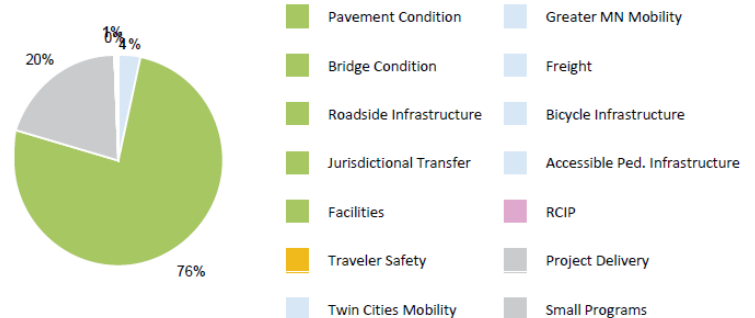 1%
0%
4%
20%
76%
Pavement Condition
Bridge Condition
Roadside Infrastructure
Jurisdictional Transfer
Facilities
Traveler Safety
Twin Cities Mobility
Greater MN Mobility
Freight
Bicycle Infrastructure
Accessible Ped. Infrastructure
RCIP
Project Delivery
Small Programs